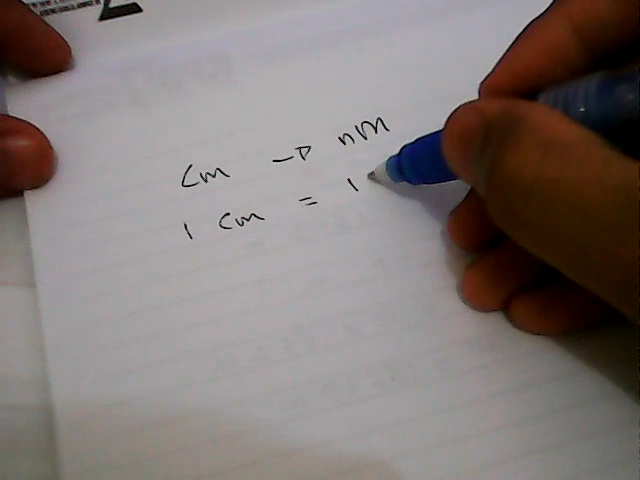 cm → nm
1 cm = 1